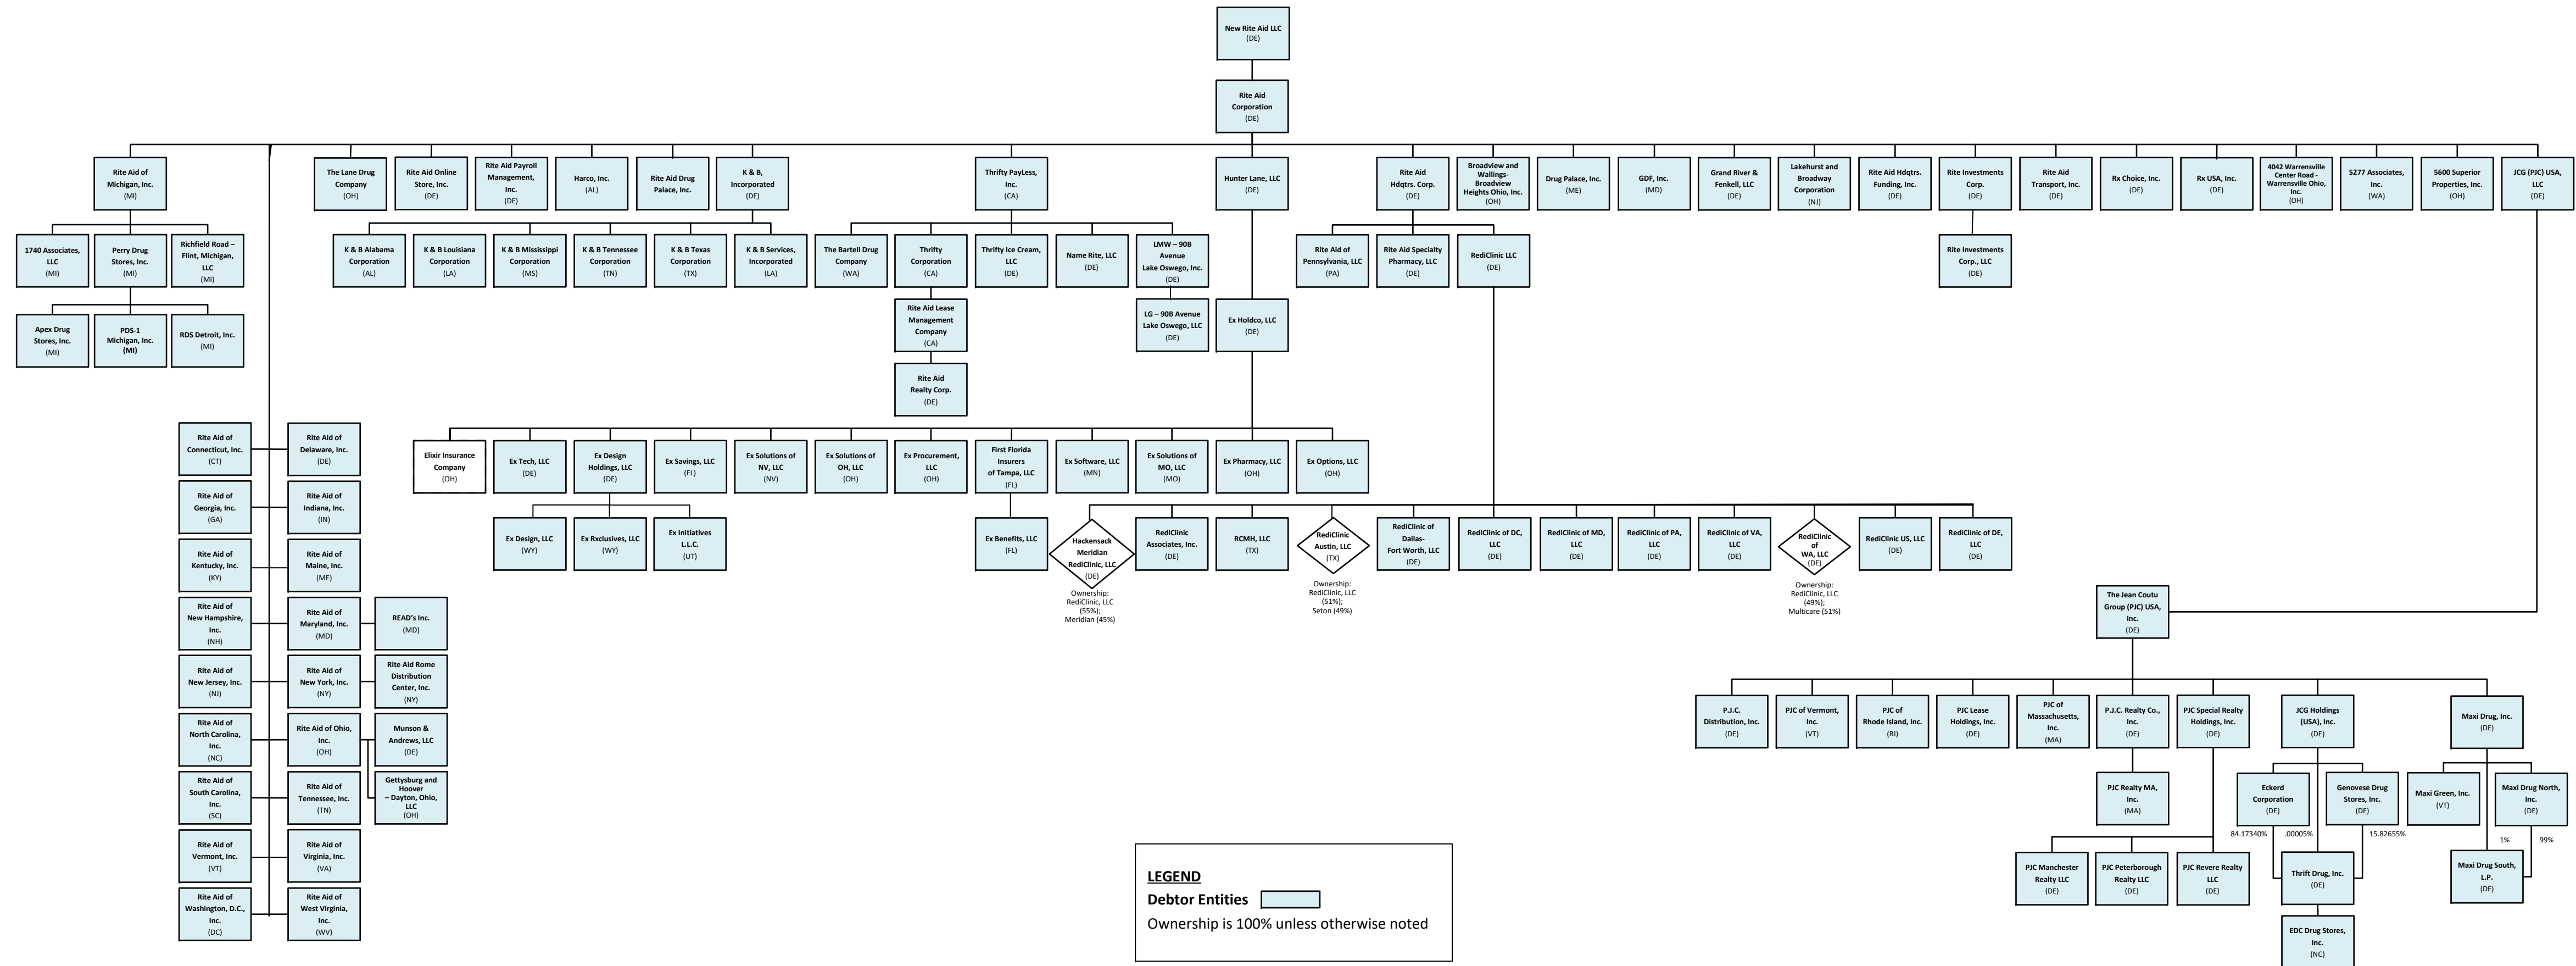 New Rite Aid LLC
(DE)
Rite Aid
Corporation
(DE)
Rite Aid of
Michigan, Inc.
(MI)
The Lane Drug
Company
(OH)
Rite Aid Online
Store, Inc.
(DE)
Rite Aid Payroll
Management,
Inc.
(DE)
Harco, Inc.
(AL)
Rite Aid Drug
Palace, Inc.
K & B,
Incorporated
(DE)
Thrifty PayLess,
Inc.
(CA)
Hunter Lane, LLC
(DE)
Rite Aid
Hdqtrs. Corp.
(DE)
Broadview and
Wallings-
Broadview
Heights Ohio, Inc.
(OH)
Drug Palace, Inc.
(ME)
GDF, Inc.
(MD)
Grand River &
Fenkell, LLC
(DE)
Lakehurst and
Broadway
Corporation
(NJ)
Rite Aid Hdqtrs.
Funding, Inc.
(DE)
Rite Investments
Corp.
(DE)
Rite Aid
Transport, Inc.
(DE)
Rx Choice, Inc.
(DE)
Rx USA, Inc.
(DE)
4042 Warrensville
Center Road -
Warrensville Ohio,
Inc.
(OH)
5277 Associates,
Inc.
(WA)
5600 Superior
Properties, Inc.
(OH)
JCG (PJC) USA,
LLC
(DE)
1740 Associates,
LLC
(MI)
Perry Drug
Stores, Inc.
(MI)
Richfield Road –
Flint, Michigan,
LLC
(MI)
K & B Alabama
Corporation
(AL)
K & B Louisiana
Corporation
(LA)
K & B Mississippi
Corporation
(MS)
K & B Tennessee
Corporation
(TN)
K & B Texas
Corporation
(TX)
K & B Services,
Incorporated
(LA)
The Bartell Drug
Company
(WA)
Thrifty
Corporation
(CA)
Thrifty Ice Cream,
LLC
(DE)
Name Rite, LLC
(DE)
LMW – 90B
Avenue
Lake Oswego, Inc.
(DE)
Rite Aid of
Pennsylvania, LLC
(PA)
Rite Aid Specialty
Pharmacy, LLC
(DE)
RediClinic LLC
(DE)
Rite Investments
Corp., LLC
(DE)
Apex Drug
Stores, Inc.
(MI)
PDS-1
Michigan, Inc.
(MI)
RDS Detroit, Inc.
(MI)
Rite Aid Lease
Management
Company
(CA)
LG – 90B Avenue
Lake Oswego, LLC
(DE)
Ex Holdco, LLC
(DE)
Rite Aid
Realty Corp.
(DE)
Rite Aid of
Connecticut, Inc.
(CT)
Rite Aid of
Delaware, Inc.
(DE)
Rite Aid of
Georgia, Inc.
(GA)
Rite Aid of
Indiana, Inc.
(IN)
Rite Aid of
Kentucky, Inc.
(KY)
Rite Aid of
Maine, Inc.
(ME)
Rite Aid of
New Hampshire,
Inc.
(NH)
Rite Aid of
Maryland, Inc.
(MD)
READ's Inc.
(MD)
Rite Aid of
New Jersey, Inc.
(NJ)
Rite Aid of
New York, Inc.
(NY)
Rite Aid Rome
Distribution
Center, Inc.
(NY)
Rite Aid of
North Carolina,
Inc.
(NC)
Rite Aid of Ohio,
Inc.
(OH)
Munson &
Andrews, LLC
(DE)
Rite Aid of
South Carolina,
Inc.
(SC)
Rite Aid of
Tennessee, Inc.
(TN)
Gettysburg and
Hoover
– Dayton, Ohio,
LLC
(OH)
Rite Aid of
Vermont, Inc.
(VT)
Rite Aid of
Virginia, Inc.
(VA)
Rite Aid of
Washington, D.C.,
Inc.
(DC)
Rite Aid of
West Virginia,
Inc.
(WV)
Elixir Insurance
Company
(OH)
Ex Tech, LLC
(DE)
Ex Design
Holdings, LLC
(DE)
Ex Savings, LLC
(FL)
Ex Solutions of
NV, LLC
(NV)
Ex Solutions of
OH, LLC
(OH)
Ex Procurement,
LLC
(OH)
First Florida
Insurers
of Tampa, LLC
(FL)
Ex Software, LLC
(MN)
Ex Solutions of
MO, LLC
(MO)
Ex Pharmacy, LLC
(OH)
Ex Options, LLC
(OH)
Ex Design, LLC
(WY)
Ex Rxclusives, LLC
(WY)
Ex Initiatives
L.L.C.
(UT)
Ex Benefits, LLC
(FL)
Hackensack
Meridian
RediClinic, LLC
(DE)
Ownership:
RediClinic, LLC
(55%);
Meridian (45%)
RediClinic
Associates, Inc.
(DE)
RCMH, LLC
(TX)
RediClinic
Austin, LLC
(TX)
Ownership:
RediClinic, LLC
(51%);
Seton (49%)
RediClinic of
Dallas-
Fort Worth, LLC
(DE)
RediClinic of DC,
LLC
(DE)
RediClinic of MD,
LLC
(DE)
RediClinic of PA,
LLC
(DE)
RediClinic of VA,
LLC
(DE)
RediClinic
of
WA, LLC
(DE)
Ownership:
RediClinic, LLC
(49%);
Multicare (51%)
RediClinic US, LLC
(DE)
RediClinic of DE,
LLC
(DE)
The Jean Coutu
Group (PJC) USA,
Inc.
(DE)
P.J.C.
Distribution, Inc.
(DE)
PJC of Vermont,
Inc.
(VT)
PJC of
Rhode Island, Inc.
(RI)
PJC Lease
Holdings, Inc.
(DE)
PJC of
Massachusetts,
Inc.
(MA)
P.J.C. Realty Co.,
Inc.
(DE)
PJC Special Realty
Holdings, Inc.
(DE)
JCG Holdings
(USA), Inc.
(DE)
Maxi Drug, Inc.
(DE)
PJC Realty MA,
Inc.
(MA)
Eckerd
Corporation
(DE)
Genovese Drug
Stores, Inc.
(DE)
Maxi Green, Inc.
(VT)
Maxi Drug North,
Inc.
(DE)
84.17340%
.00005%
15.82655%
1%
99%
PJC Manchester
Realty LLC
(DE)
PJC Peterborough
Realty LLC
(DE)
PJC Revere Realty
LLC
(DE)
Thrift Drug, Inc.
(DE)
Maxi Drug South,
L.P.
(DE)
EDC Drug Stores,
Inc.
(NC)
LEGEND
Debtor Entities
Ownership is 100% unless otherwise noted